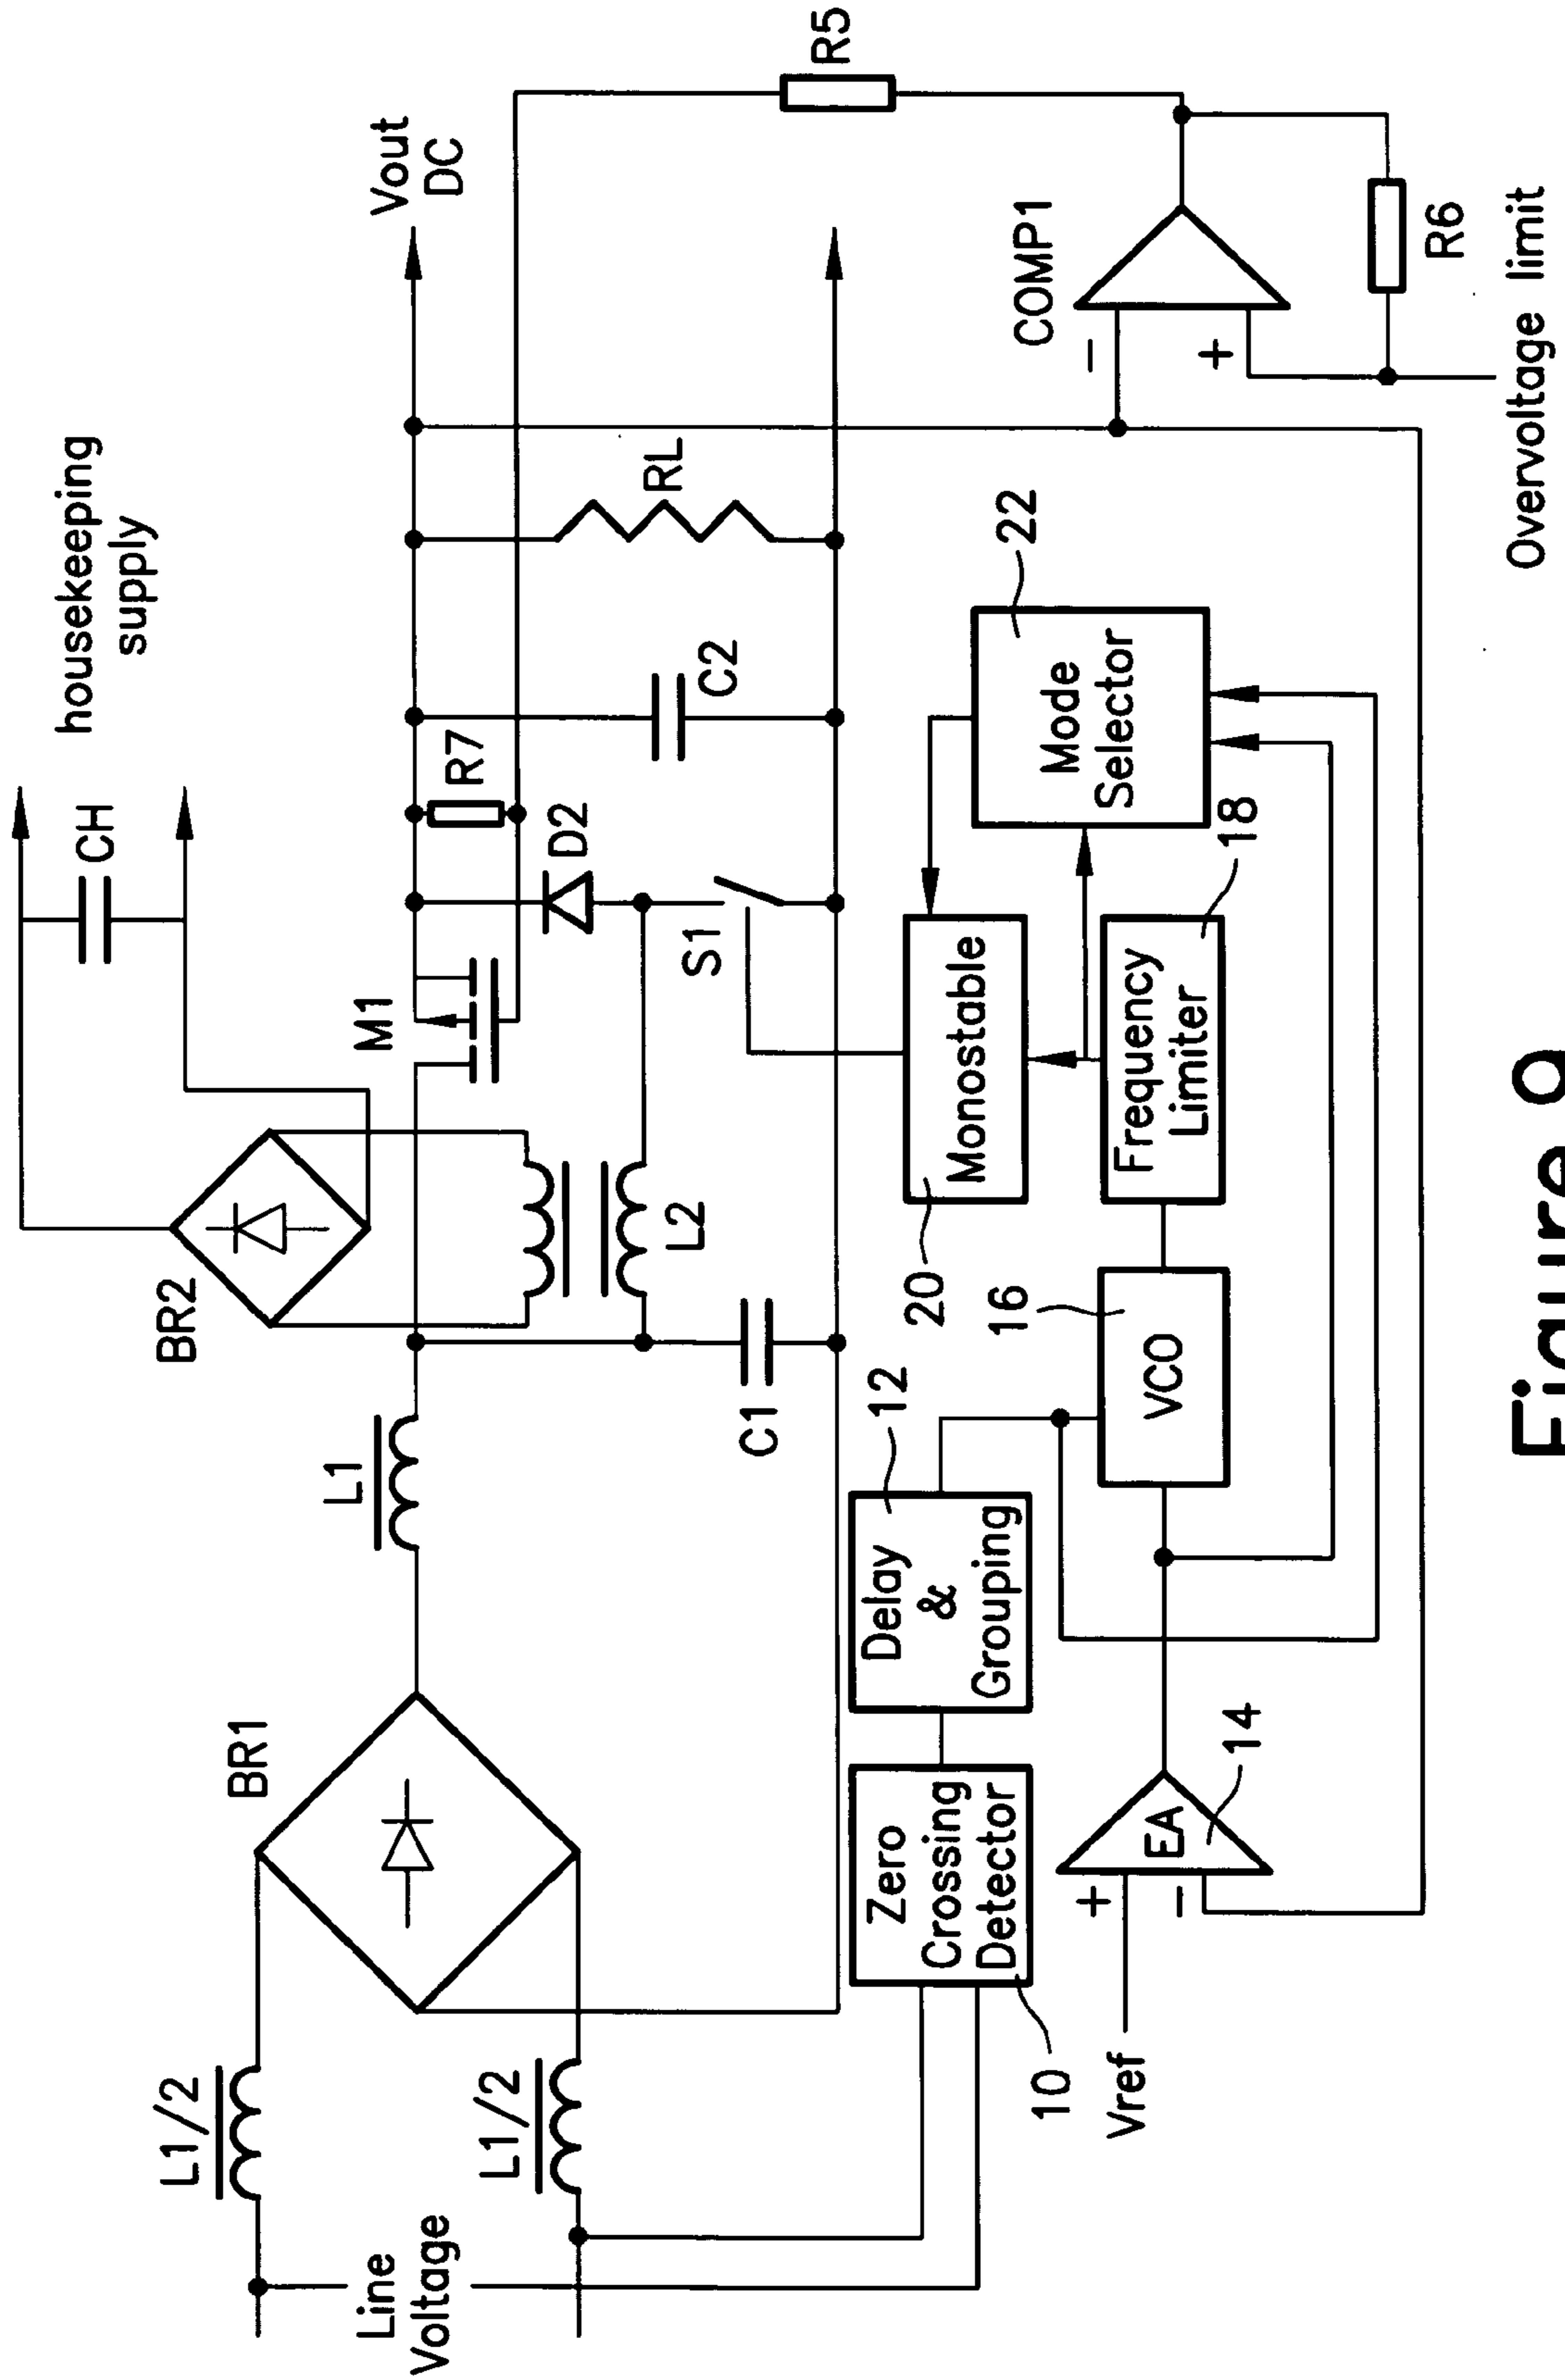 housekeeping
supply
CH
BR2
Vout
DC
M1
R7
L1
BR1
L1/2
L1/2
Line
Voltage
D2
C2
RL
R5
L2
S1
C1
COMP1
-
+
R6
Overvoltage limit
22
Mode
Selector
18
Monostable
20
Frequency
Limiter
16
VCO
12
Delay
&
Grouping
Zero
Crossing
Detector
10
14
EA
+
-
Vref
Figure 9